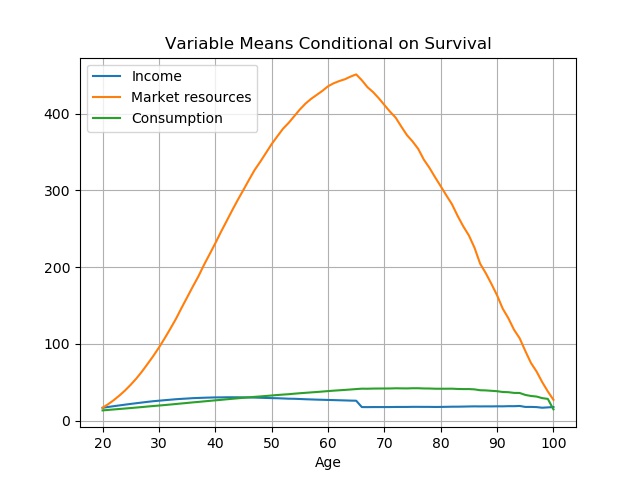 Variable Means Conditional on Survival
Income
Market resources
Consumption
400
300
200
100
0
20 30 40 50 60 70 80 90 100
Age